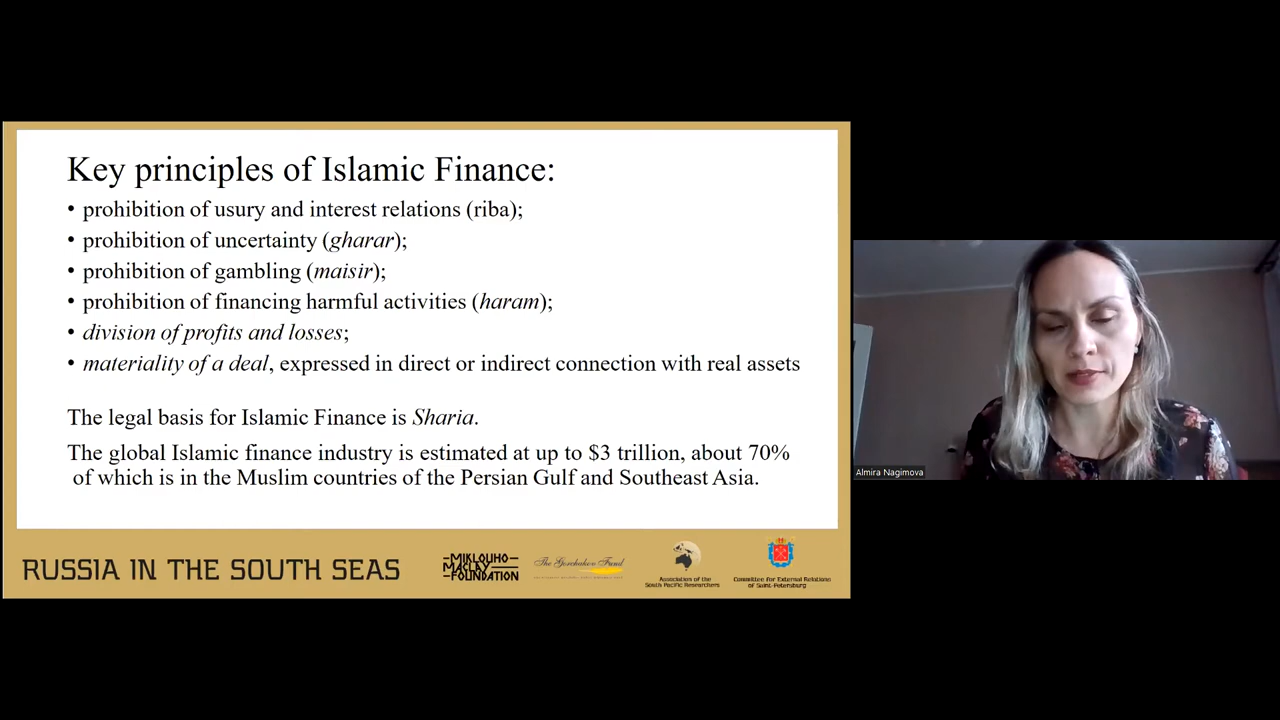 Key principles of Islamic Finance:
• prohibition of usury and interest relations (riba);
• prohibition of uncertainty (gharar);
• prohibition of gambling (maisir);
• prohibition of financing harmful activities (haram);
• division of profits and losses;
• materiality of a deal, expressed in direct or indirect connection with real assets
The legal basis for Islamic Finance is Sharia.
The global Islamic finance industry is estimated at up to $3 trillion, about 70%
of which is in the Muslim countries of the Persian Gulf and Southeast Asia.
Almira Nagimova
RUSSIA IN THE SOUTH SEAS
MIKLOUHO
MACLAY
FOUNDATION
The Gorchakov Fund
Association of the
South Pacific Researchers
Committee for External Relations
of Saint-Petersburg